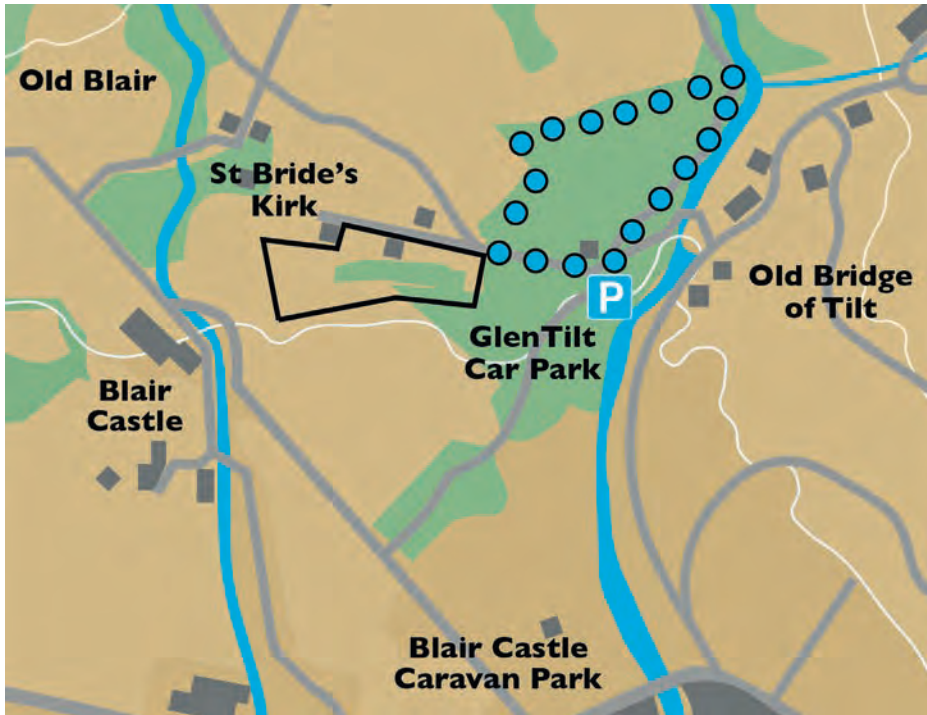 Old Blair
St Bride's
Kirk
P
Old Bridge
of Tilt
GlenTilt
Car Park
Blair
Castle
Blair Castle
Caravan Park